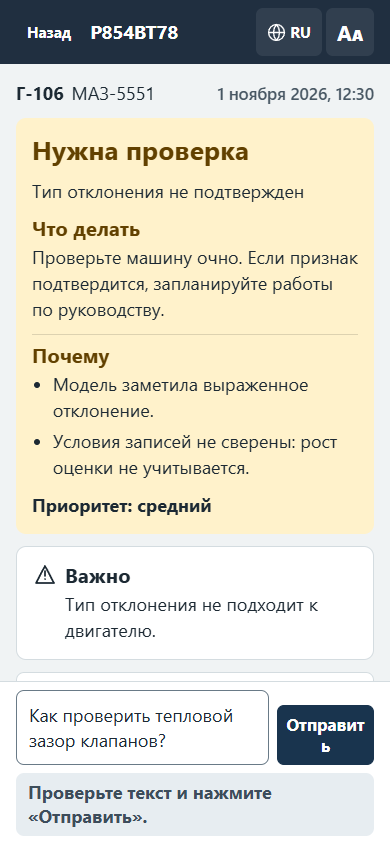 Назад P854BT78 RU Aa
Г-106 МАЗ-5551 1 ноября 2026, 12:30
Нужна проверка
Тип отклонения не подтвержден
Что делать
Проверьте машину очно. Если признак
подтвердится, запланируйте работы
по руководству.
Почему
• Модель заметила выраженное
отклонение.
• Условия записей не сверены: рост
оценки не учитывается.
Приоритет: средний
Важно
Тип отклонения не подходит к
двигателю.
Как проверить тепловой
зазор клапанов?
Отправит
ь
Проверьте текст и нажмите
«Отправить».